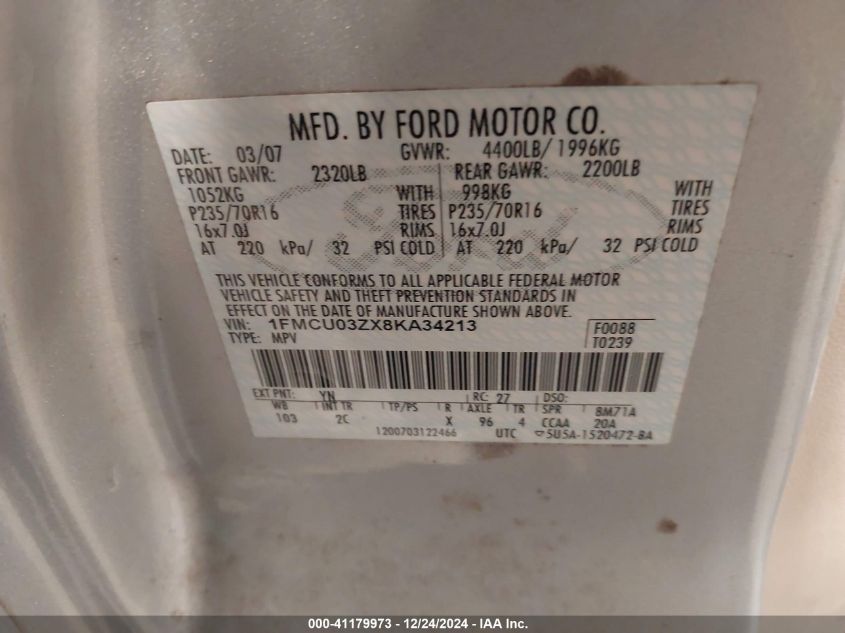 MFD. BY FORD MOTOR CO.
DATE: 03/07 GVWR: 4400LB/ 1996KG
FRONT GAWR: 2320LB REAR GAWR: 2200LB
1052KG WITH 998KG WITH
P235/70R16 TIRES P235/70R16 TIRES
16x7.0J RIMS 16x7.0J RIMS
AT 220 kPa/ 32 PSI COLD AT 220 kPa/ 32 PSI COLD
THIS VEHICLE CONFORMS TO ALL APPLICABLE FEDERAL MOTOR
VEHICLE SAFETY AND THEFT PREVENTION STANDARDS IN
EFFECT ON THE DATE OF MANUFACTURE SHOWN ABOVE.
VIN: 1FMCU03ZX8KA34213 F0088
TYPE: MPV T0239
EXT PNT: YN RC: 27 DSO:
WB INT TR TP/PS R AXLE TR SPR 8M71A
103 2C X 96 4 CCAA 20A
1200703122466 UTC ▽5U5A-1520472-BA
000-41179973 - 12/24/2024 - IAA Inc.